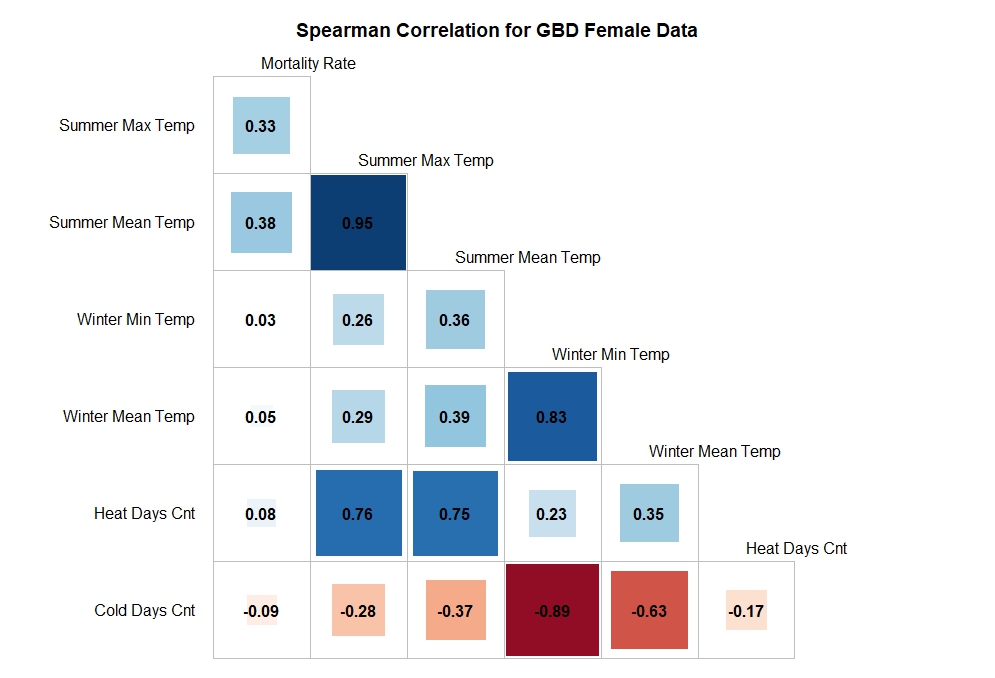 Spearman Correlation for GBD Female Data
Mortality Rate
Summer Max Temp 0.33
Summer Max Temp
Summer Mean Temp 0.38 0.95
Summer Mean Temp
Winter Min Temp 0.03 0.26 0.36
Winter Min Temp
Winter Mean Temp 0.05 0.29 0.39 0.83
Winter Mean Temp
Heat Days Cnt 0.08 0.76 0.75 0.23 0.35
Heat Days Cnt
Cold Days Cnt -0.09 -0.28 -0.37 -0.89 -0.63 -0.17